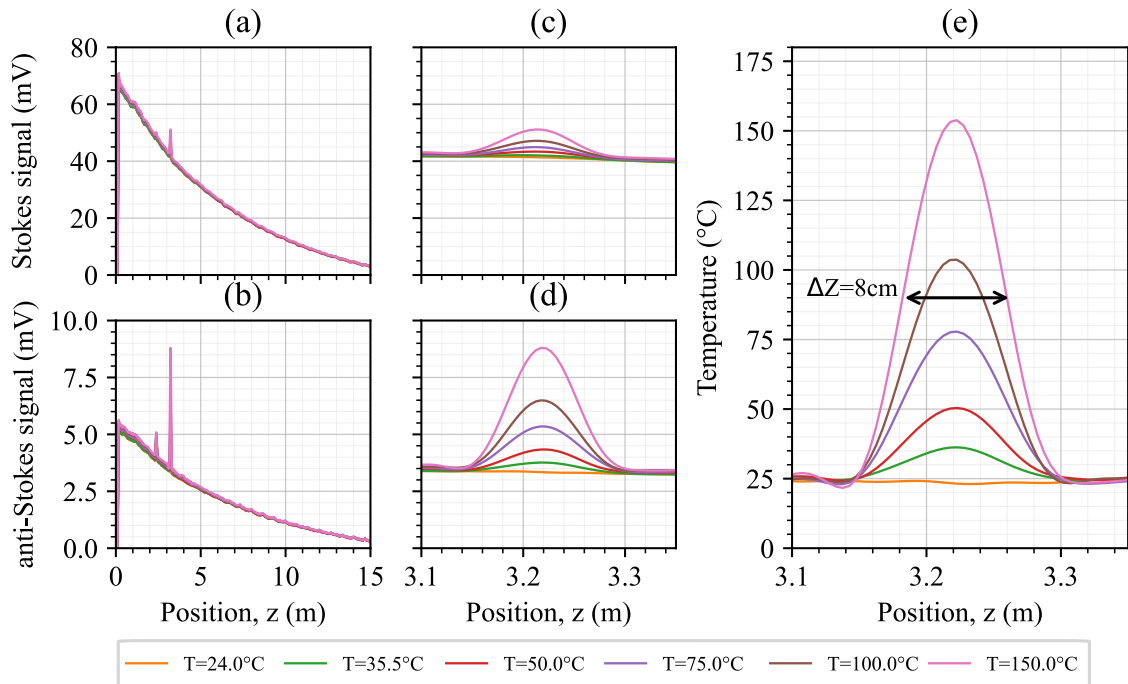 (a)
(c)
(e)
Stokes signal (mV)
80
60
40
20
0
(b)
(d)
anti-Stokes signal (mV)
10.0
7.5
5.0
2.5
0.0
0
5
10
15
Position, z (m)
3.1
3.2
3.3
Position, z (m)
Temperature (°C)
175
150
125
100
75
50
25
0
ΔZ=8cm
3.1
3.2
3.3
Position, z (m)
T=24.0°C
T=35.5°C
T=50.0°C
T=75.0°C
T=100.0°C
T=150.0°C